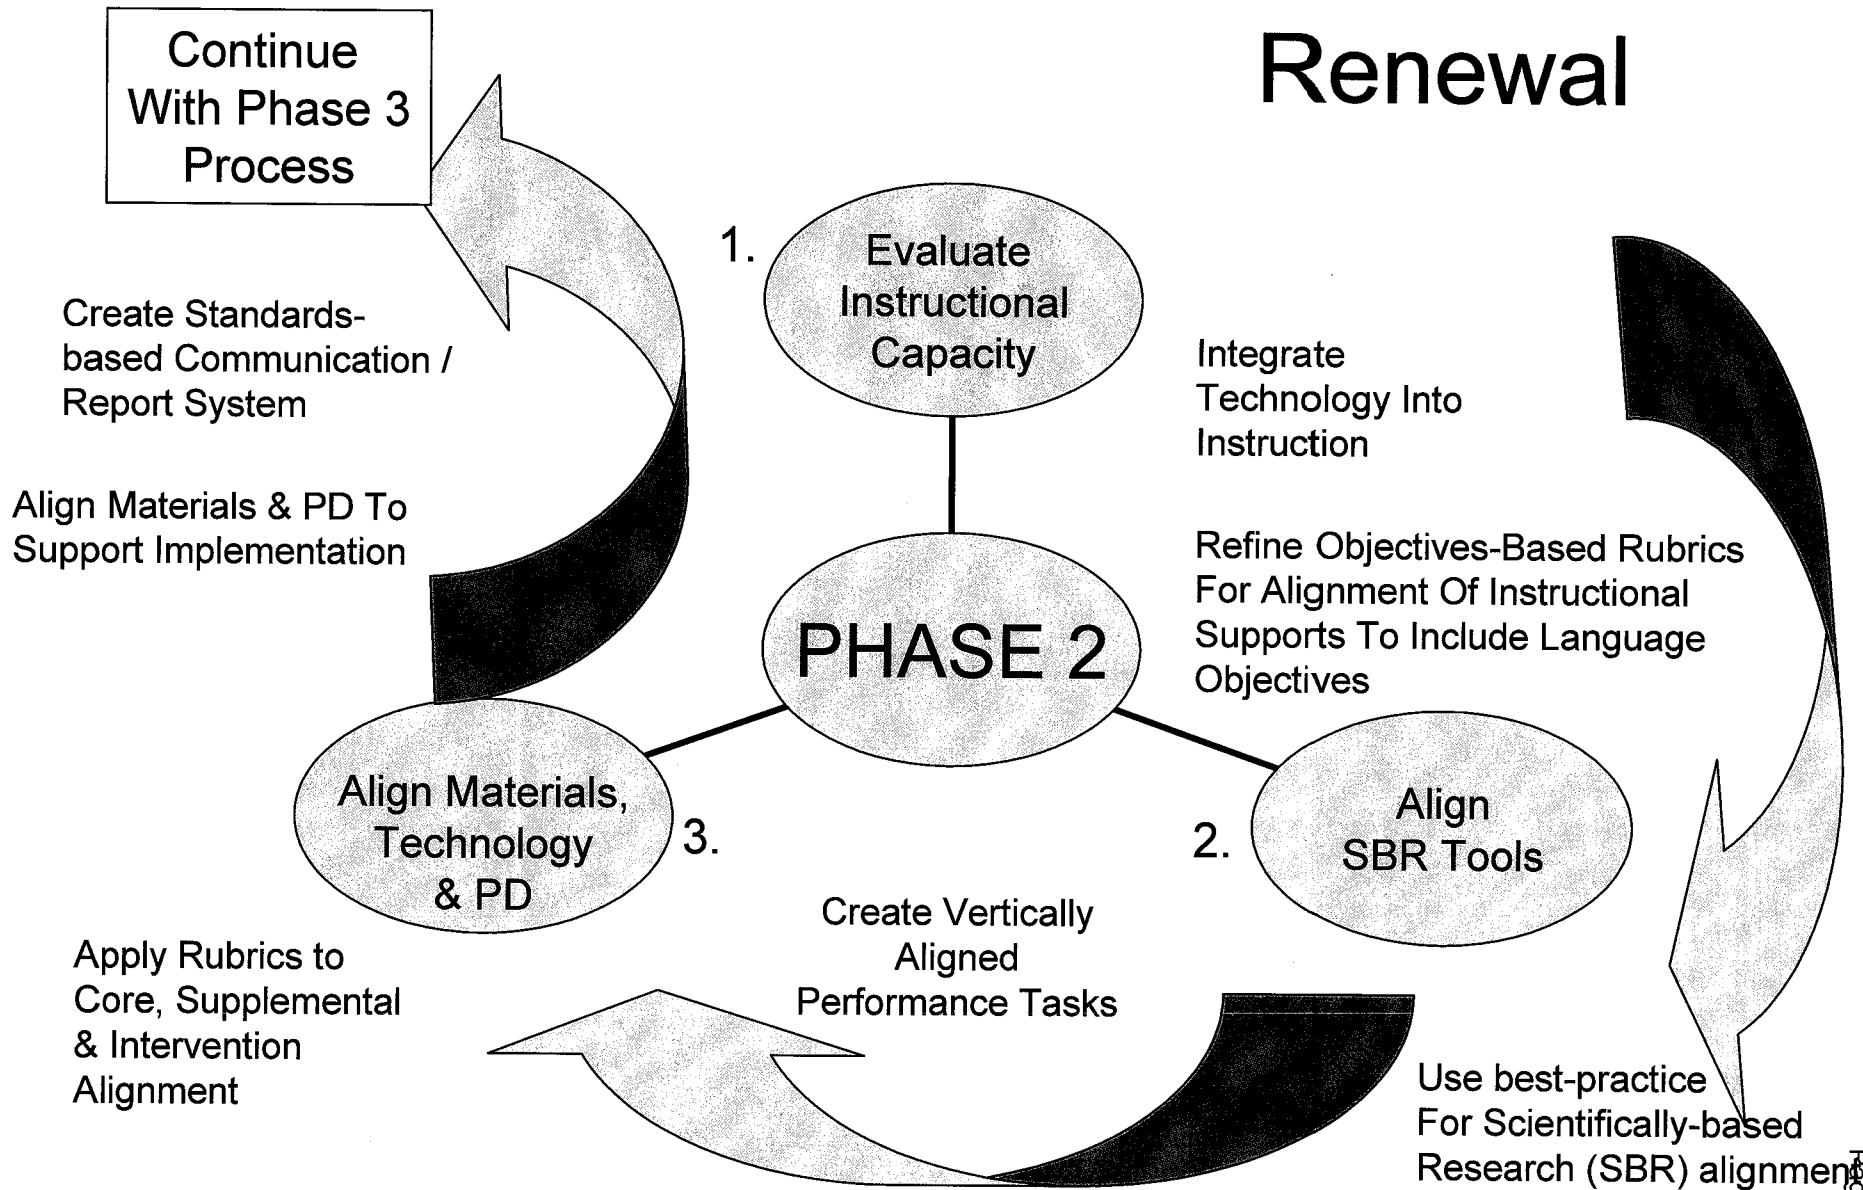 Renewal
Continue
With Phase 3
Process
1.
Evaluate
Instructional
Capacity
Create Standards-
based Communication /
Report System
Integrate
Technology Into
Instruction
Align Materials & PD To
Support Implementation
Refine Objectives-Based Rubrics
For Alignment Of Instructional
Supports To Include Language
Objectives
PHASE 2
Align Materials,
Technology
& PD
3.
2.
Align
SBR Tools
Create Vertically
Aligned
Performance Tasks
Apply Rubrics to
Core, Supplemental
& Intervention
Alignment
Use best-practice
For Scientifically-based
Research (SBR) alignment